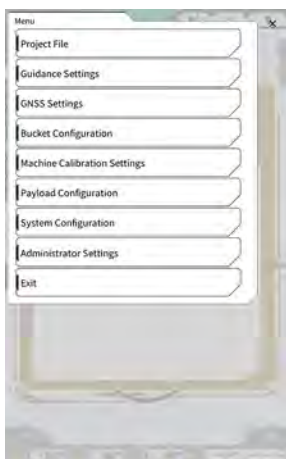 Menu
Project File
Guidance Settings
GNSS Settings
Bucket Configuration
Machine Calibration Settings
Payload Configuration
System Configuration
Administrator Settings
Exit